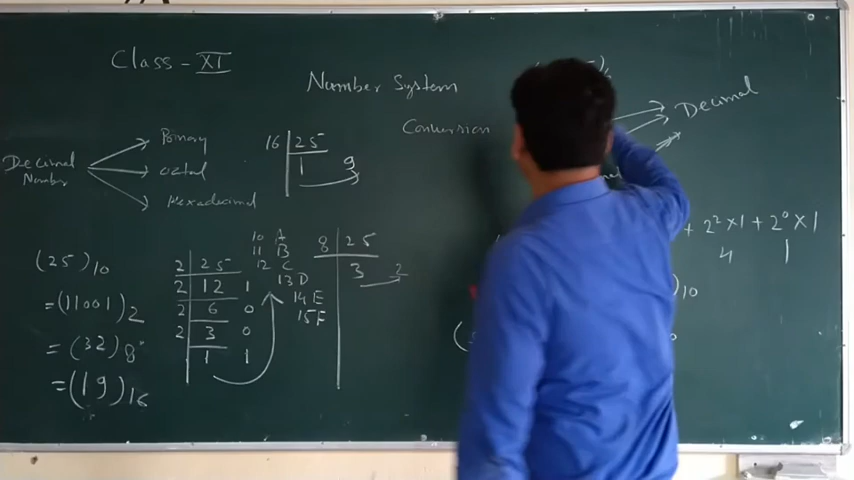 Class - XI
Number System
Conversion
Decimal
Number
Binary
octal
Hexadecimal
16 | 25
1 9
Decimal
(25)10
= (11001)2
= (32)8
= (19)16
2 | 25
2 | 12 1
2 | 6 0
2 | 3 0
1 1
10 A
11 B
12 C
13 D
14 E
15 F
8 | 25
3 2
+ 2² × 1 + 2⁰ × 1
4 1
)10